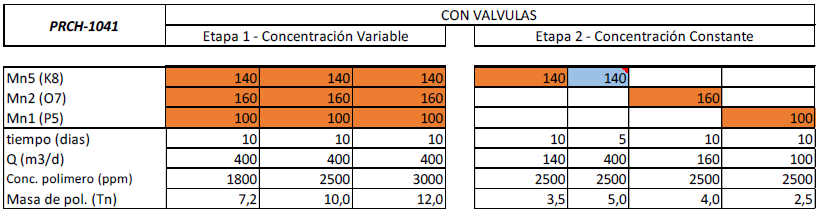 PRCH-1041 CON VALVULAS
Etapa 1 - Concentración Variable Etapa 2 - Concentración Constante
Mn5 (K8) 140 140 140 140 140
Mn2 (O7) 160 160 160 160
Mn1 (P5) 100 100 100 100
tiempo (dias) 10 10 10 10 5 10 10
Q (m3/d) 400 400 400 140 400 160 100
Conc. polimero (ppm) 1800 2500 3000 2500 2500 2500 2500
Masa de pol. (Tn) 7,2 10,0 12,0 3,5 5,0 4,0 2,5